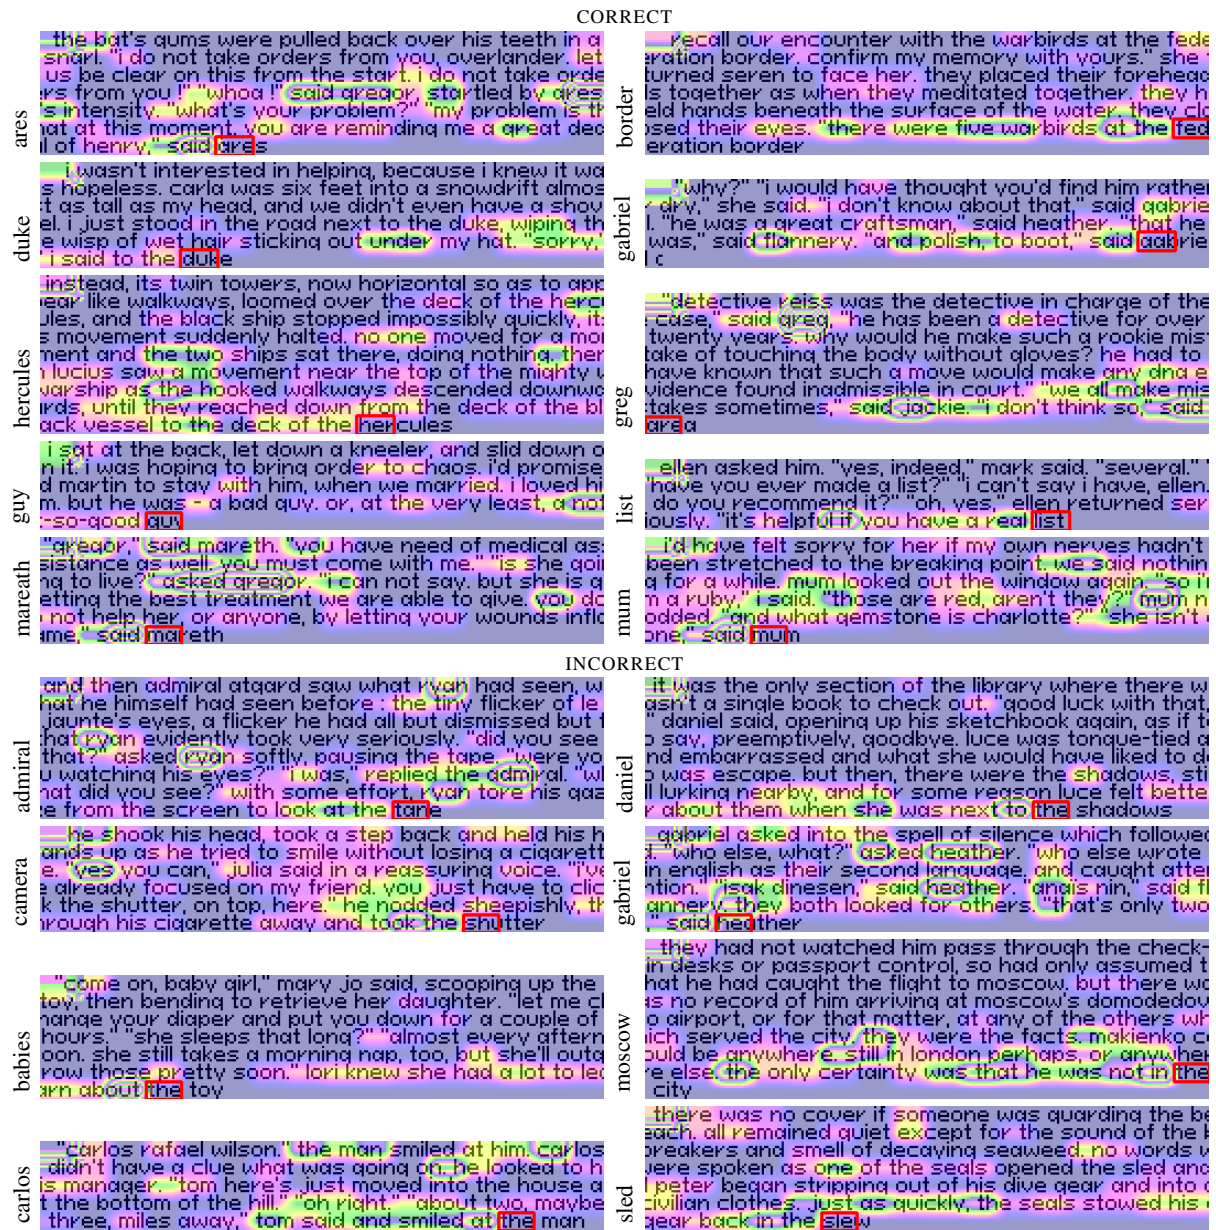 CORRECT
ares
the bat's gums were pulled back over his teeth in a
snarl. "i do not take orders from you, overlander. let
us be clear on this from the start. i do not take orde
rs from you." "whoa!" said gregor, startled by ares
's intensity. "what's your problem?" "my problem is th
at at this moment, you are reminding me a great dea
l of henry," said ares
border
recall our encounter with the warbirds at the fede
eration border. confirm my memory with yours." she
turned seren to face her. they placed their forehead
s together as when they meditated together. they h
eld hands beneath the surface of the water. they clo
osed their eyes. "there were five warbirds at the fed
eration border
duke
i wasn't interested in helping, because i knew it wa
s hopeless. carla was six feet into a snowdrift almos
t as tall as my head, and we didn't even have a shov
el. i just stood in the road next to the duke, wiping th
e wisp of wet hair sticking out under my hat. "sorry,"
" i said to the duke
gabriel
"why?" "i would have thought you'd find him rather
dry," she said. "i don't know about that," said gabrie
l. "he was a great craftsman," said heather. "that he
was," said flannery. "and polish, to boot," said gabrie
l c
hercules
instead, its twin towers, now horizontal so as to app
ear like walkways, loomed over the deck of the hercu
ules, and the black ship stopped impossibly quickly, it
s movement suddenly halted. no one moved for a mo
ment and the two ships sat there, doing nothing. then
lucius saw a movement near the top of the mighty w
warship as the hooked walkways descended downwa
rds, until they reached down from the deck of the bl
ack vessel to the deck of the hercules
greg
"detective reiss was the detective in charge of the
case," said greg. "he has been a detective for over
twenty years. why would he make such a rookie mis
take of touching the body without gloves? he had to
have known that such a move would make any dna e
vidence found inadmissible in court." "we all make mis
takes sometimes," said jackie. "i don't think so," said
greg
guy
i sat at the back, let down a kneeler, and slid down o
n it. i was hoping to bring order to chaos. i'd promise
d martin to stay with him, when we married. i loved hi
m. but he was - a bad guy. or, at the very least, a not
t-so-good guy
list
ellen asked him. "yes, indeed," mark said. "several."
"have you ever made a list?" "i can't say i have, ellen.
do you recommend it?" "oh, yes," ellen returned ser
iously. "it's helpful if you have a real list
mareath
"gregor," said mareth. "you have need of medical as
sistance as well. you must come with me." "is she goi
ng to live?" asked gregor. "i can not say. but she is g
etting the best treatment we are able to give. you do
not help her, or anyone, by letting your wounds infla
ame," said mareth
mum
i'd have felt sorry for her if my own nerves hadn't
been stretched to the breaking point. we said nothin
g for a while. mum looked out the window again. "so i'
m a ruby," i said. "those are red, aren't they?" mum n
odded. "and what gemstone is charlotte?" "she isn't
one," said mum
INCORRECT
admiral
and then admiral atgard saw what ryan had seen, w
hat he himself had seen before : the tiny flicker of le
jaunte's eyes, a flicker he had all but dismissed but t
hat ryan evidently took very seriously. "did you see
that?" asked ryan softly, pausing the tape. "were yo
u watching his eyes?" "i was," replied the admiral. "wh
hat did you see?" with some effort, ryan tore his gaz
ze from the screen to look at the tane
daniel
it was the only section of the library where there w
asn't a single book to check out. "good luck with that,
" daniel said, opening up his sketchbook again, as if t
o say, preemptively, goodbye. luce was tongue-tied a
nd embarrassed and what she would have liked to d
o was escape. but then, there were the shadows, sti
ll lurking nearby, and for some reason luce felt bette
r about them when she was next to the shadows
camera
he shook his head, took a step back and held his h
ands up as he tried to smile without losing a cigarett
e. "yes you can," julia said in a reassuring voice. "i've
e already focused on my friend. you just have to clic
k the shutter, on top, here." he nodded sheepishly, th
hrough his cigarette away and took the shutter
gabriel
gabriel asked into the spell of silence which followed
d. "who else, what?" asked heather. "who else wrote
in english as their second language, and caught atte
ntion. "isak dinesen," said heather. "anais nin," said fl
annery. they both looked for others. "that's only two
," said heather
babies
"come on, baby girl," mary jo said, scooping up the
toy, then bending to retrieve her daughter. "let me ch
hange your diaper and put you down for a couple of
hours." "she sleeps that long?" "almost every aftern
oon. she still takes a morning nap, too, but she'll outg
row those pretty soon." lori knew she had a lot to lea
arn about the toy
moscow
they had not watched him pass through the check-
in desks or passport control, so had only assumed t
hat he had caught the flight to moscow. but there wa
as no record of him arriving at moscow's domodedov
o airport, or for that matter, at any of the others wh
ich served the city. they were the facts. makienko c
ould be anywhere. still in london perhaps, or anywher
re else. the only certainty was that he was not in the
city
carlos
"carlos rafael wilson." the man smiled at him. carlos
didn't have a clue what was going on. he looked to h
is manager. "tom here's just moved into the house a
t the bottom of the hill." "oh right." "about two, maybe
three, miles away," tom said and smiled at the man
sled
there was no cover if someone was guarding the be
each. all remained quiet except for the sound of the b
breakers and smell of decaying seaweed. no words w
were spoken as one of the seals opened the sled and
peter began stripping out of his dive gear and into c
civilian clothes. just as quickly, the seals stowed his
gear back in the slew